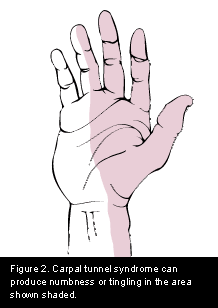 Figure 2. Carpal tunnel syndrome can
produce numbness or tingling in the area
shown shaded.